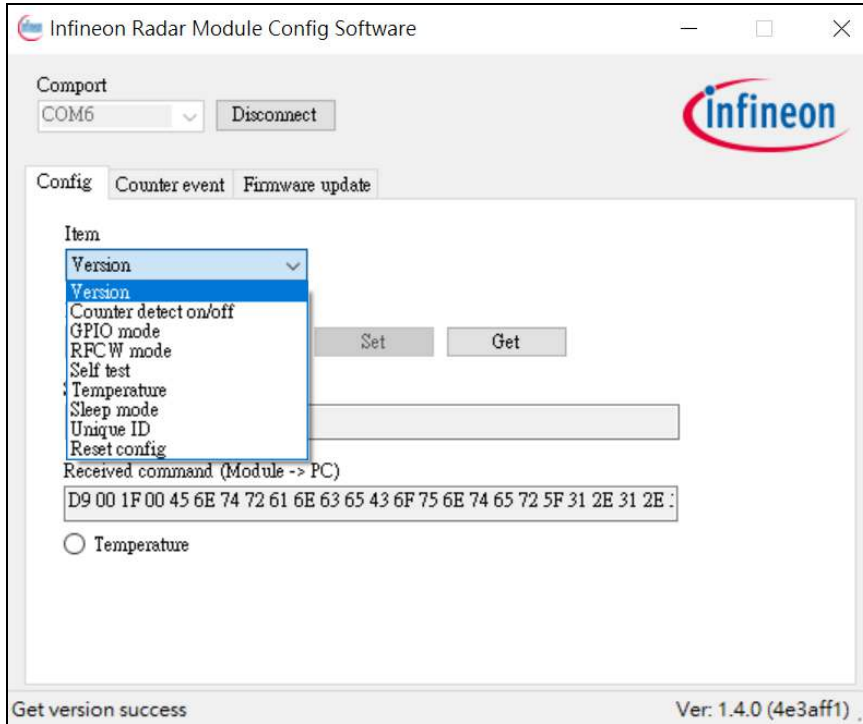 Infineon Radar Module Config Software
Comport
COM6
Disconnect
infineon
Config
Counter event
Firmware update
Item
Version
Version
Counter detect on/off
GPIO mode
RFCW mode
Self test
Temperature
Sleep mode
Unique ID
Reset config
Set
Get
Received command (Module -> PC)
D9 00 1F 00 45 6E 74 72 61 6E 63 65 43 6F 75 6E 74 65 72 5F 31 2E 31 2E
Temperature
Get version success
Ver: 1.4.0 (4e3aff1)